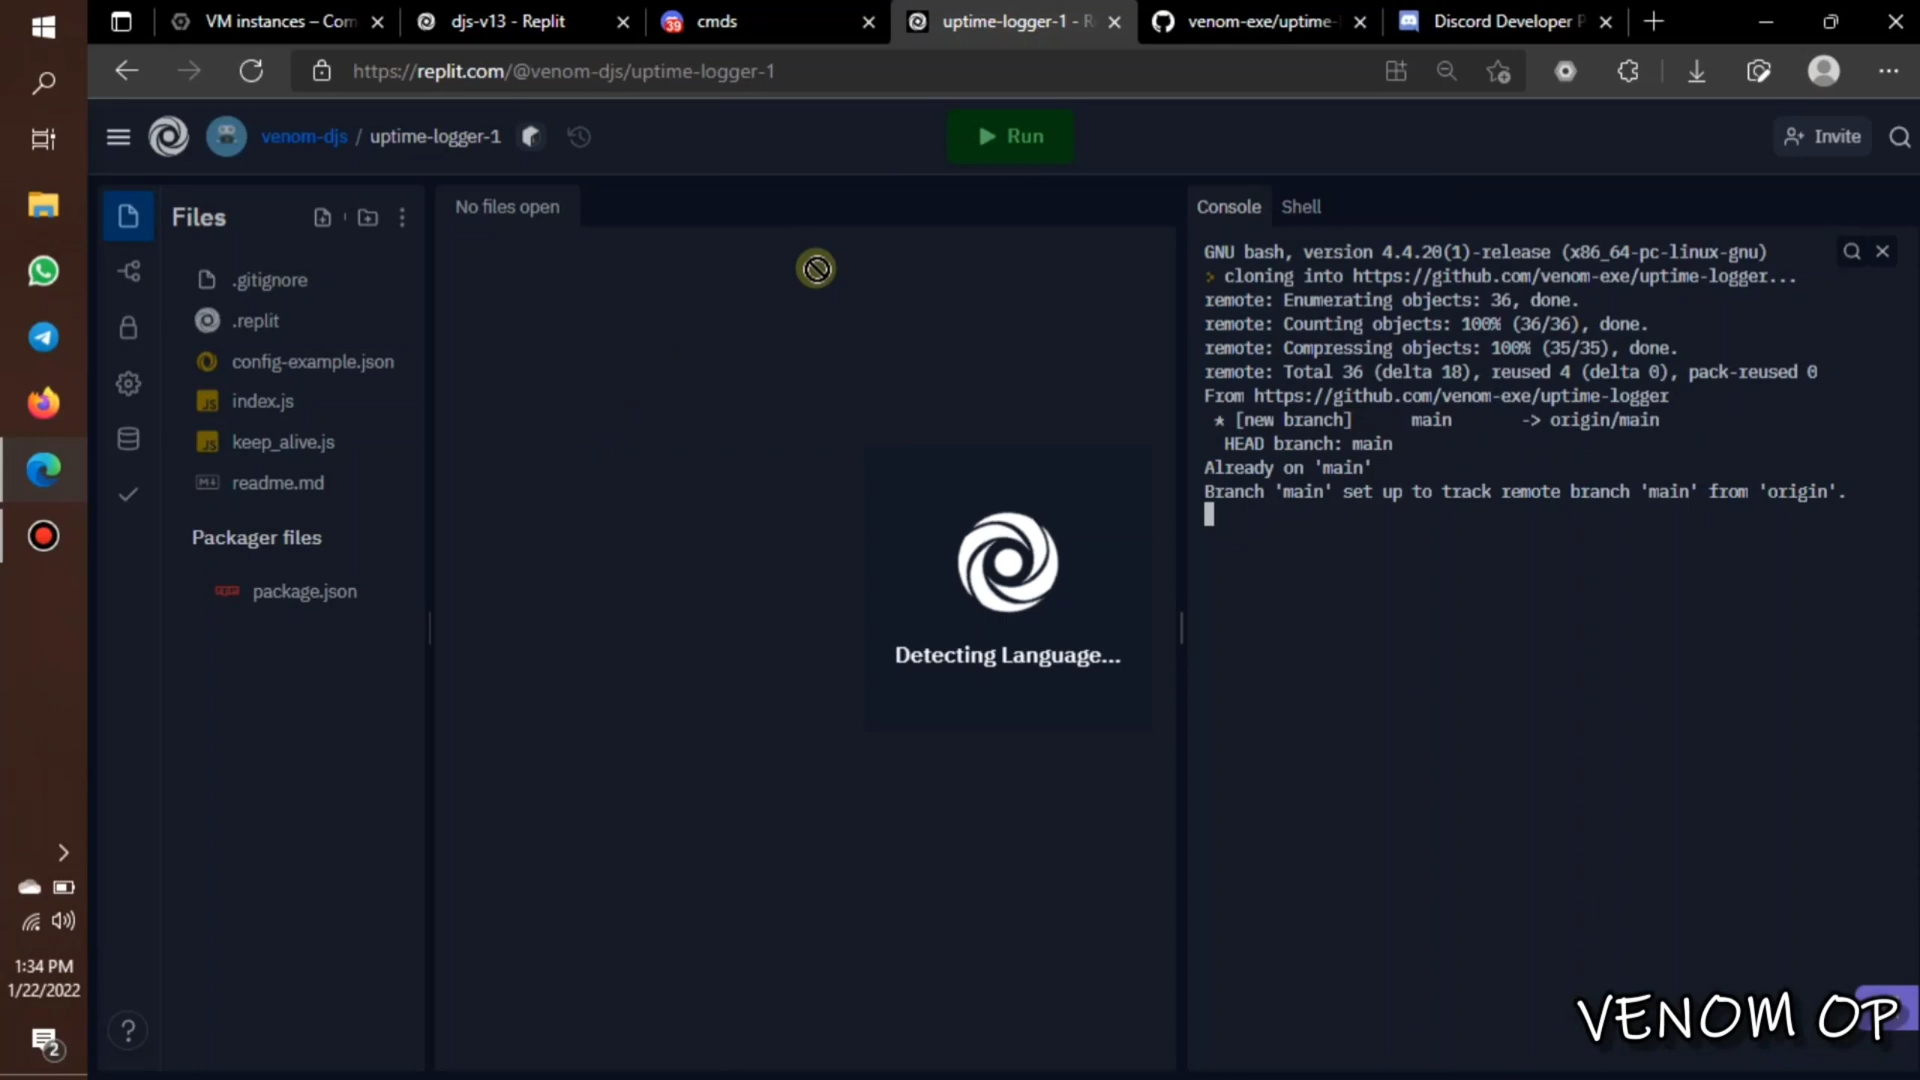 VM instances – Com
djs-v13 - Replit
39
cmds
uptime-logger-1 - R
venom-exe/uptime-
Discord Developer P
https://replit.com/@venom-djs/uptime-logger-1
venom-djs / uptime-logger-1
Run
Invite
Files
No files open
Console
Shell
.gitignore
.replit
config-example.json
JS index.js
JS keep_alive.js
readme.md
Packager files
package.json
Detecting Language...
GNU bash, version 4.4.20(1)-release (x86_64-pc-linux-gnu)
> cloning into https://github.com/venom-exe/uptime-logger...
remote: Enumerating objects: 36, done.
remote: Counting objects: 100% (36/36), done.
remote: Compressing objects: 100% (35/35), done.
remote: Total 36 (delta 18), reused 4 (delta 0), pack-reused 0
From https://github.com/venom-exe/uptime-logger
* [new branch] main -> origin/main
HEAD branch: main
Already on 'main'
Branch 'main' set up to track remote branch 'main' from 'origin'.
1:34 PM
1/22/2022
2
?
VENOM OP